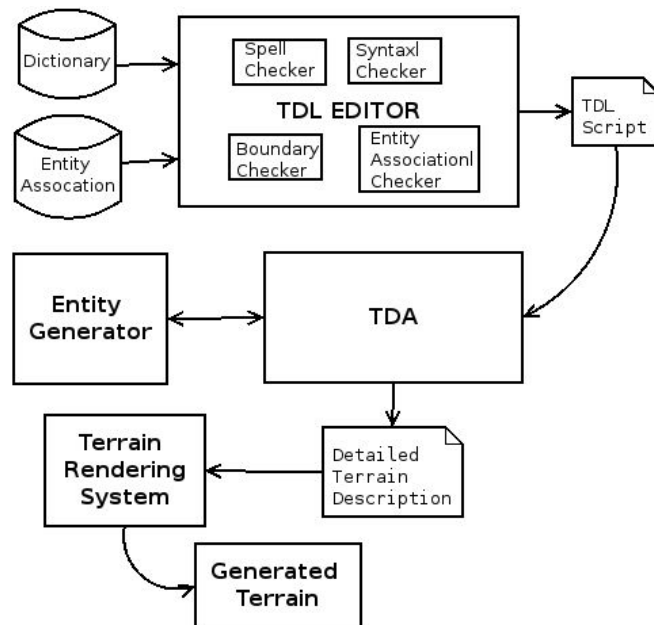 Dictionary
Spell
Checker
Syntaxl
Checker
TDL EDITOR
Boundary
Checker
Entity
Associationl
Checker
TDL
Script
Entity
Assocation
Entity
Generator
TDA
Terrain
Rendering
System
Detailed
Terrain
Description
Generated
Terrain